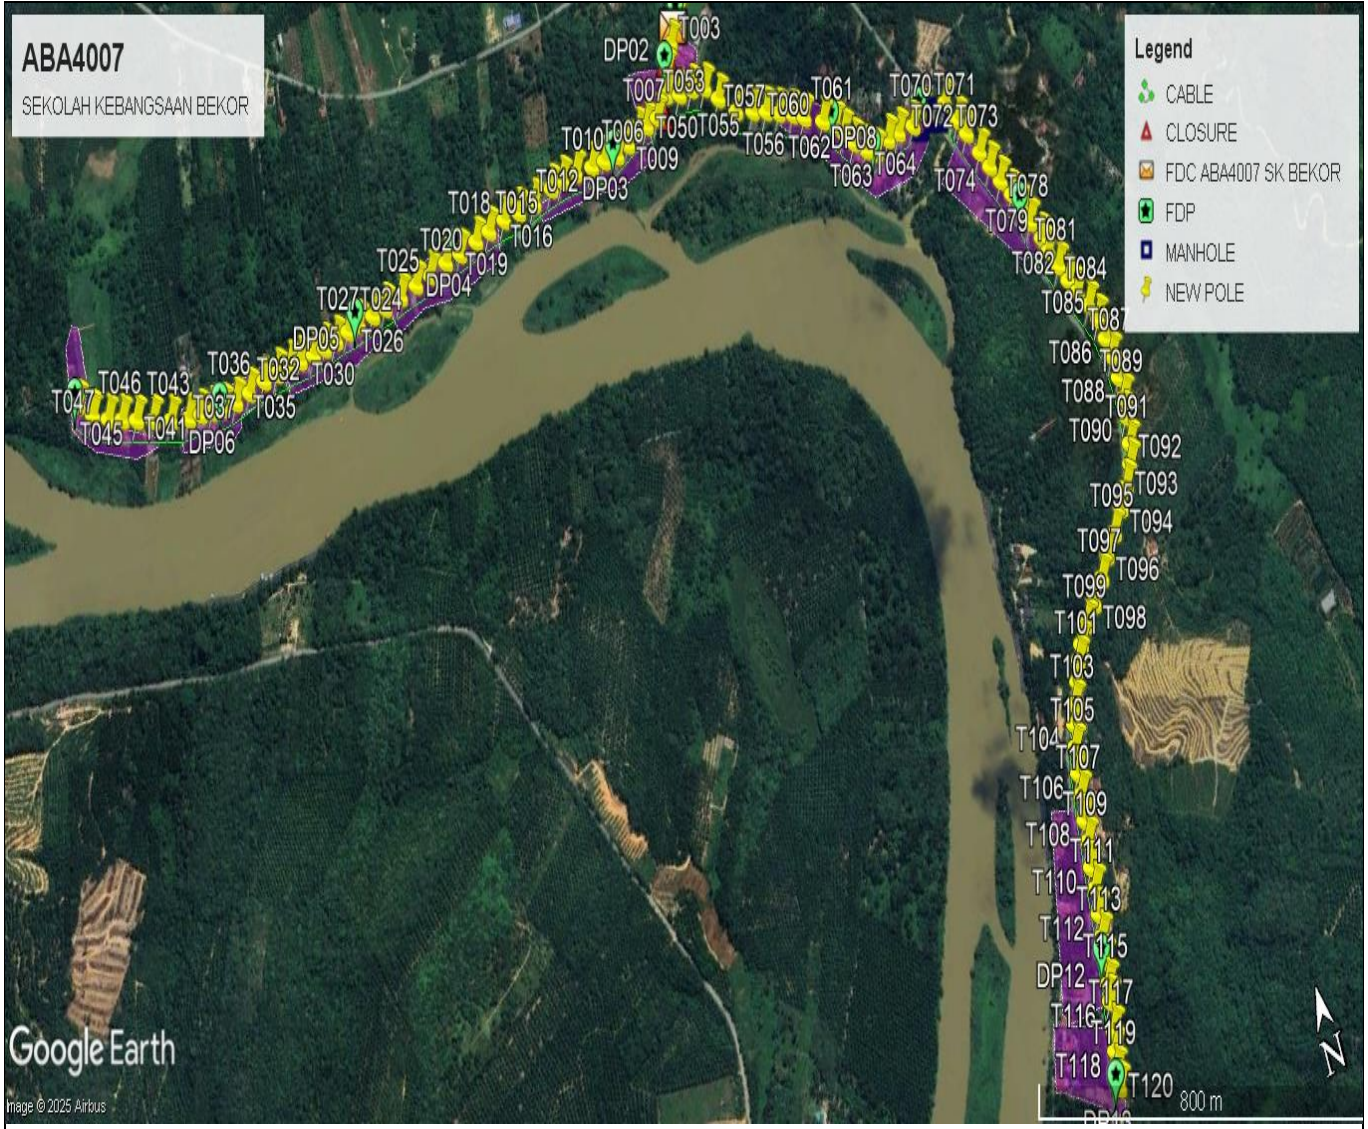 ABA4007
SEKOLAH KEBANGSAAN BEKOR
Legend
CABLE
CLOSURE
FDC ABA4007 SK BEKOR
FDP
MANHOLE
NEW POLE
T003
DP02
T007
T053
T057
T060
T061
T070
T071
T072
T073
T010
T006
T050
T055
T056
T062
DP08
T064
T063
T009
T012
DP03
T074
T078
T079
T081
T018
T015
T016
T020
T019
T025
DP04
T082
T084
T085
T027
T024
DP05
T026
T087
T086
T089
T036
T032
T030
T088
T046
T043
T047
T037
T035
T091
T045
T041
DP06
T090
T092
T093
T095
T094
T097
T096
T099
T098
T101
T103
T105
T104
T107
T106
T109
T108
T111
T110
T113
T112
T115
DP12
T117
T116
T119
T118
T120
DP13
800 m
N
Google Earth
Image © 2025 Airbus